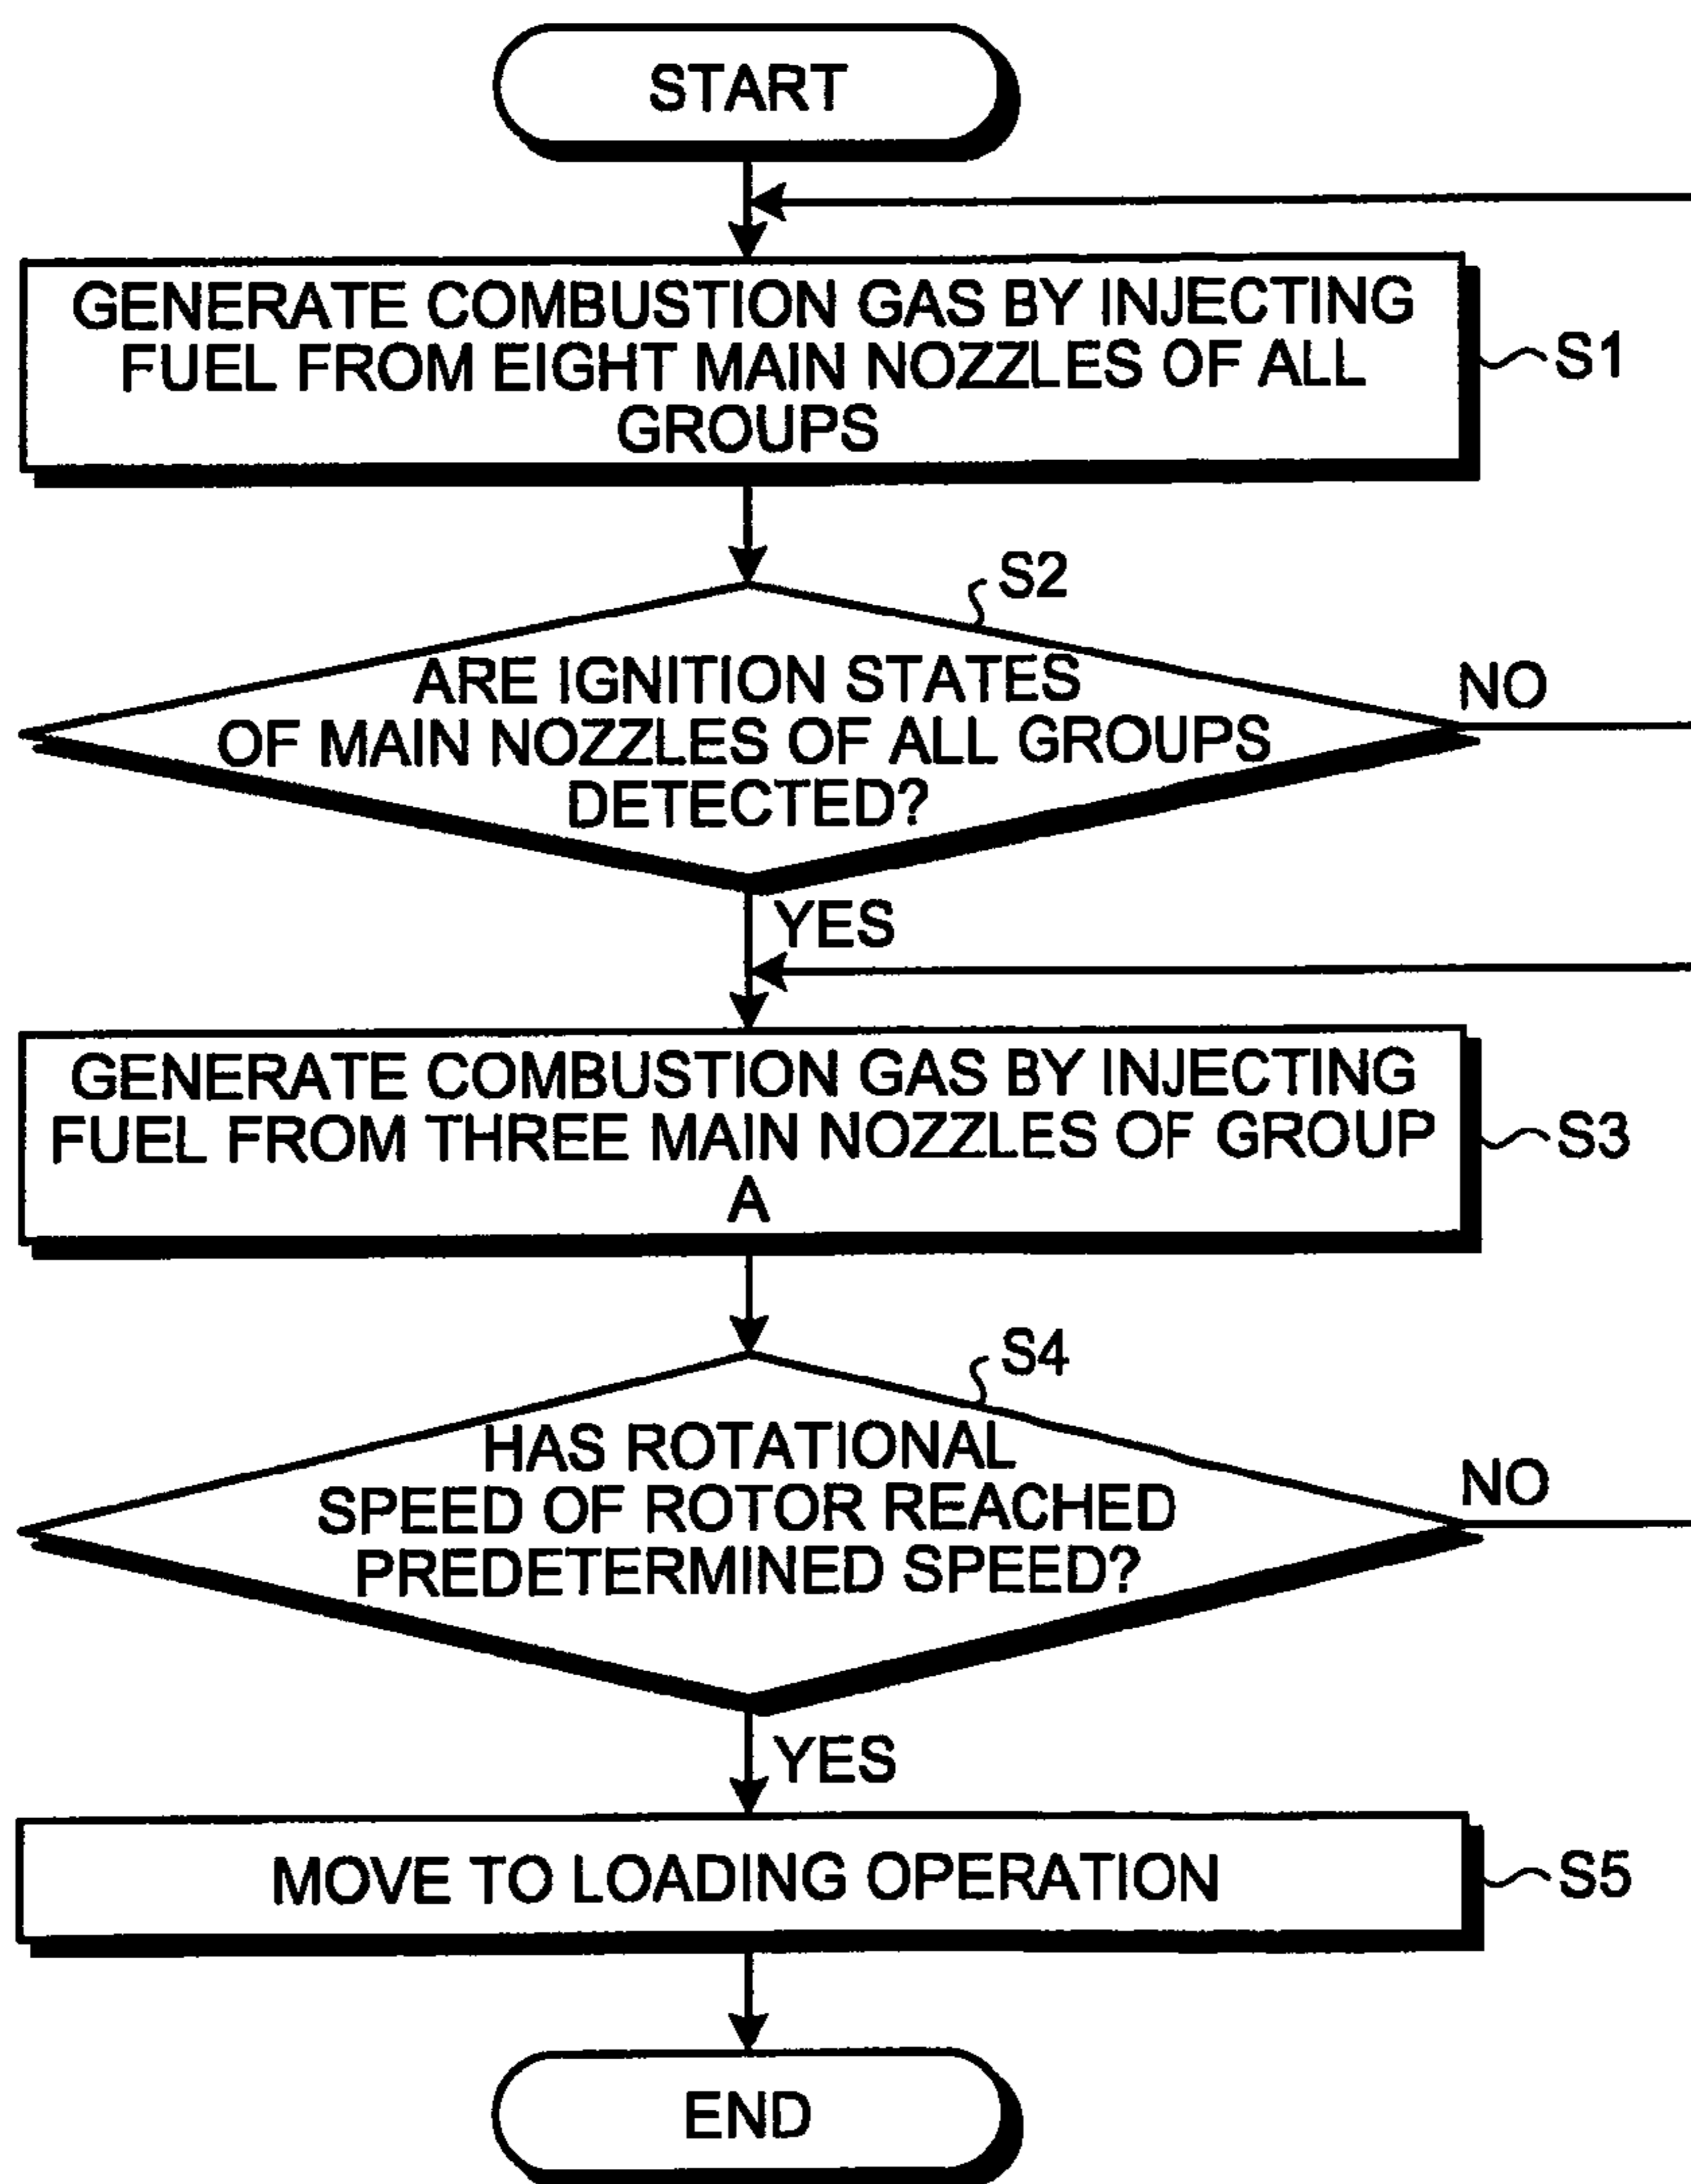 START
GENERATE COMBUSTION GAS BY INJECTING
FUEL FROM EIGHT MAIN NOZZLES OF ALL
GROUPS
S1
S2
ARE IGNITION STATES
OF MAIN NOZZLES OF ALL GROUPS
DETECTED?
NO
YES
GENERATE COMBUSTION GAS BY INJECTING
FUEL FROM THREE MAIN NOZZLES OF GROUP
A
S3
S4
HAS ROTATIONAL
SPEED OF ROTOR REACHED
PREDETERMINED SPEED?
NO
YES
MOVE TO LOADING OPERATION
S5
END